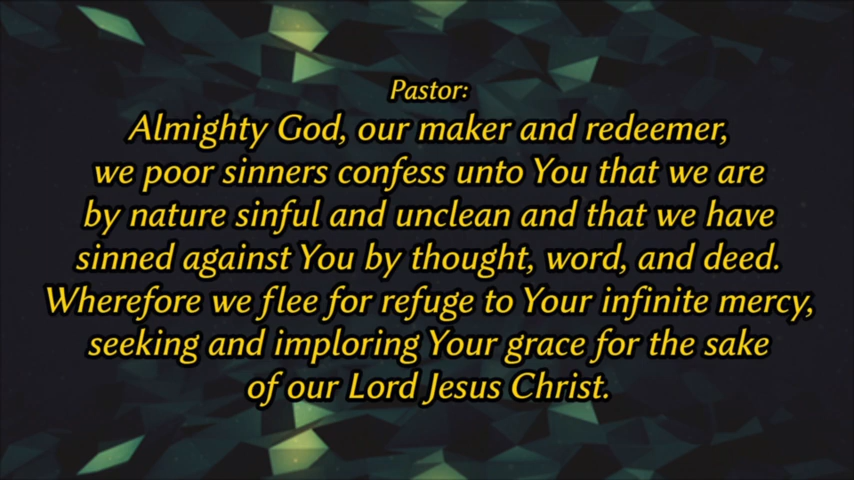 Pastor:
Almighty God, our maker and redeemer,
we poor sinners confess unto You that we are
by nature sinful and unclean and that we have
sinned against You by thought, word, and deed.
Wherefore we flee for refuge to Your infinite mercy,
seeking and imploring Your grace for the sake
of our Lord Jesus Christ.